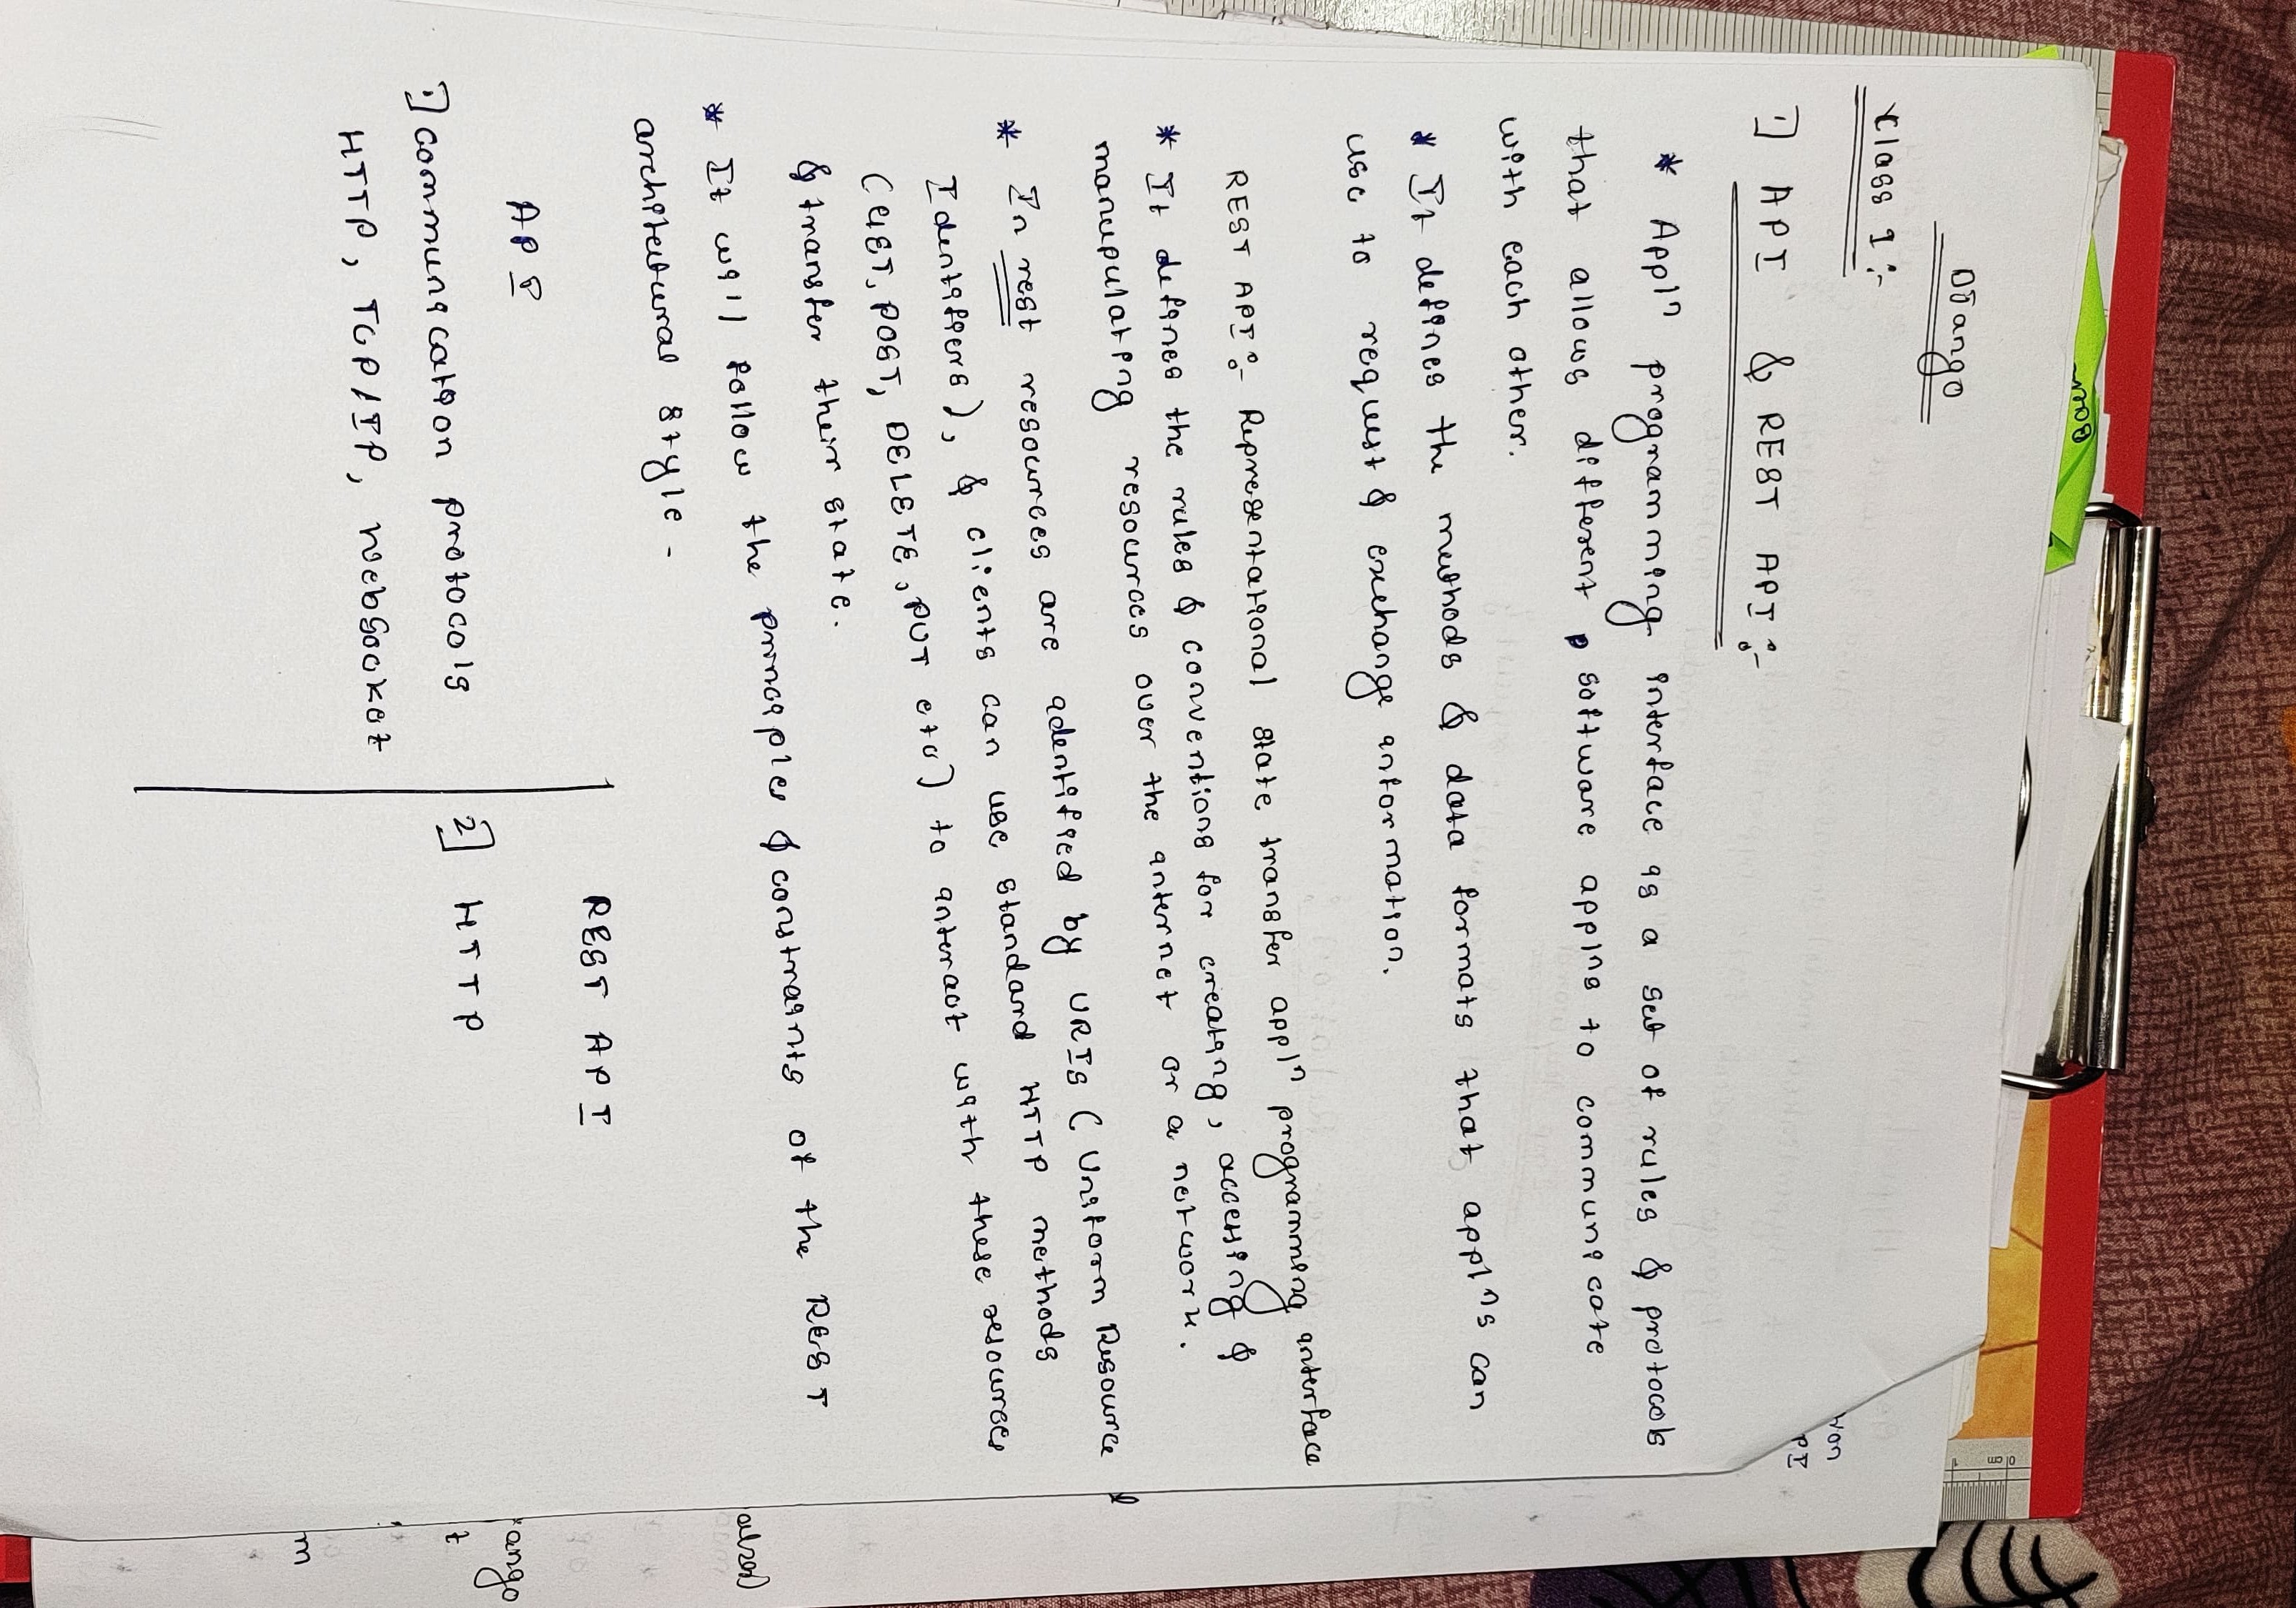 Django
Class 1 :-
1] API & REST API :-
* Appln programming interface is a set of rules & protocols
that allows different software applns to communicate
with each other.
* It defines the methods & data formats that applns can
use to request & exchange information.
REST API :- Representational state transfer appln programming interface
* It defines the rules & conventions for creating, accessing &
manupulating resources over the internet or a network.
* In rest resources are identified by URIs ( Uniform Resource
Identifiers ), & clients can use standard HTTP methods
(GET, POST, DELETE, PUT etc) to interact with these resources
& transfer their state.
* It will follow the principles & constraints of the REST
architectural style.
API | REST API
1] communication protocols | 2] HTTP
HTTP, TCP/IP, WebSocket
tion
PI
ango
t
m
0 cm
1